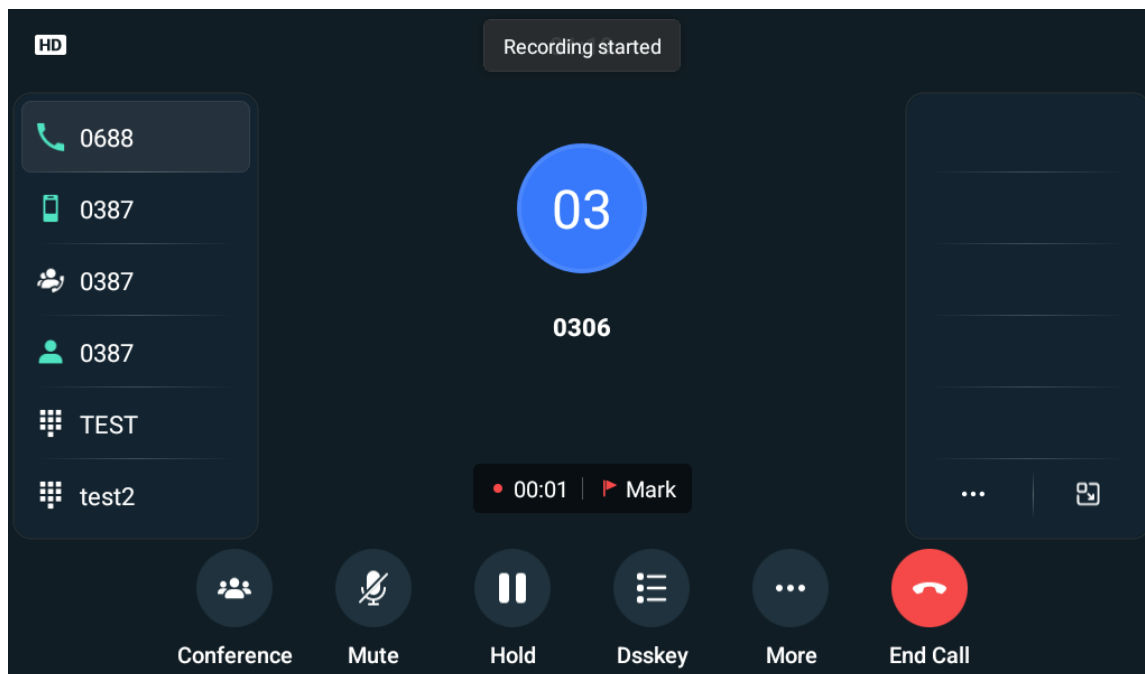 HD
Recording started
0688
0387
0387
0387
TEST
test2
03
0306
00:01
Mark
Conference
Mute
Hold
Dsskey
More
End Call